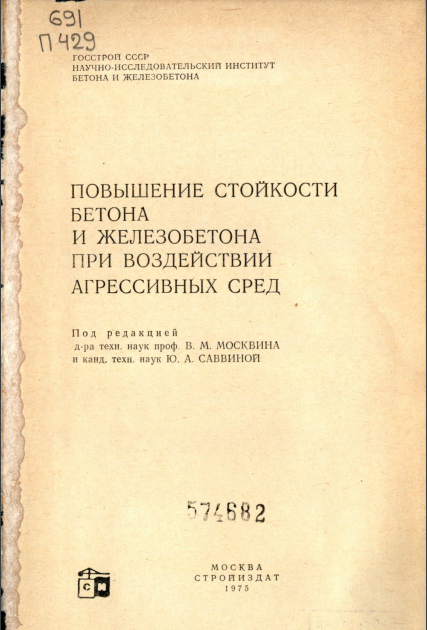 691
П 429
ГОССТРОЙ СССР
НАУЧНО-ИССЛЕДОВАТЕЛЬСКИЙ ИНСТИТУТ
БЕТОНА И ЖЕЛЕЗОБЕТОНА
ПОВЫШЕНИЕ СТОЙКОСТИ
БЕТОНА
И ЖЕЛЕЗОБЕТОНА
ПРИ ВОЗДЕЙСТВИИ
АГРЕССИВНЫХ СРЕД
Под редакцией
д-ра техн. наук проф. В. М. МОСКВИНА
и канд. техн. наук Ю. А. САВВИНОЙ
574682
МОСКВА
СТРОЙИЗДАТ
1975
С И